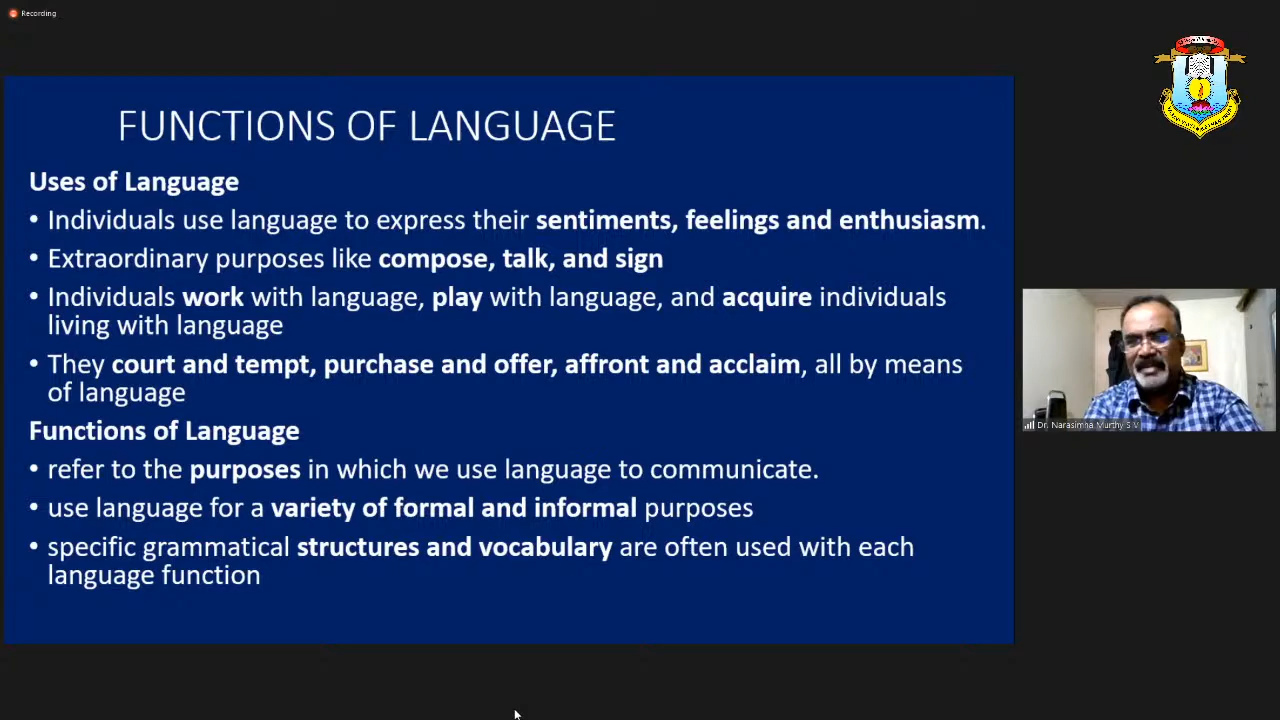 Recording
FUNCTIONS OF LANGUAGE
Uses of Language
• Individuals use language to express their sentiments, feelings and enthusiasm.
• Extraordinary purposes like compose, talk, and sign
• Individuals work with language, play with language, and acquire individuals
living with language
• They court and tempt, purchase and offer, affront and acclaim, all by means
of language
Functions of Language
• refer to the purposes in which we use language to communicate.
• use language for a variety of formal and informal purposes
• specific grammatical structures and vocabulary are often used with each
language function
Dr. Narasimha Murthy S V